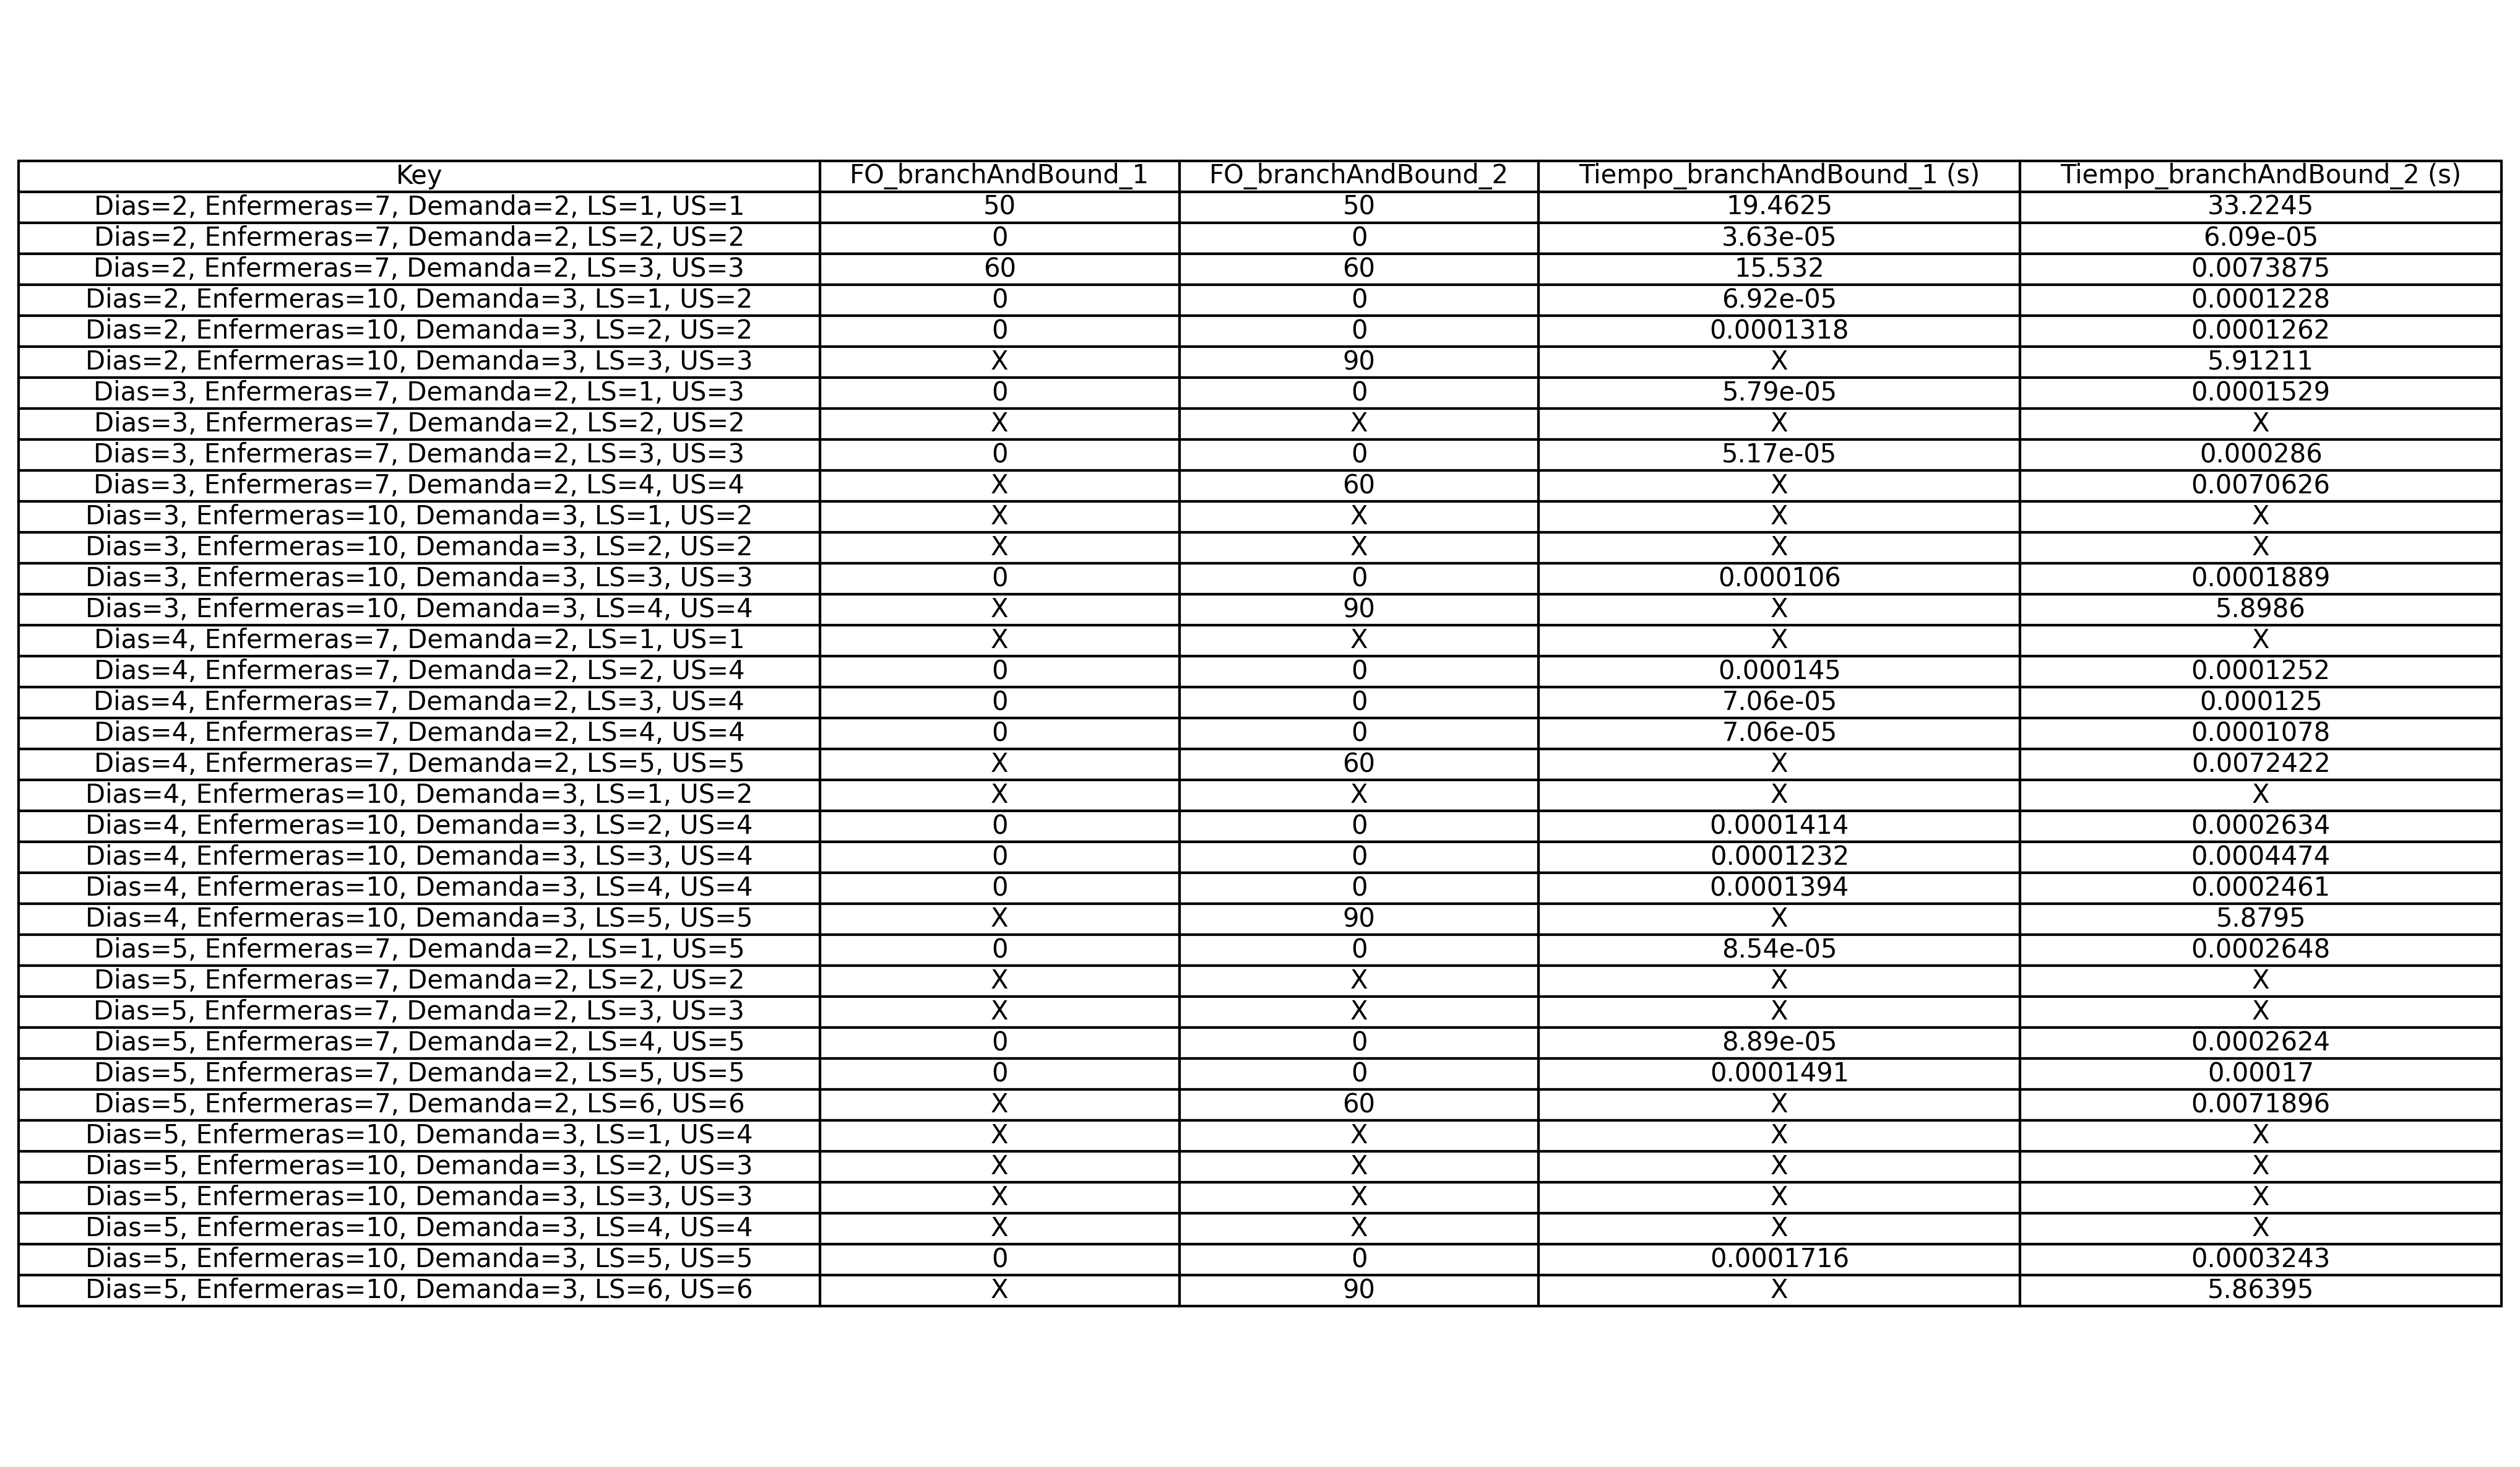 Key FO_branchAndBound_1 FO_branchAndBound_2 Tiempo_branchAndBound_1 (s) Tiempo_branchAndBound_2 (s)
Dias=2, Enfermeras=7, Demanda=2, LS=1, US=1 50 50 19.4625 33.2245
Dias=2, Enfermeras=7, Demanda=2, LS=2, US=2 0 0 3.63e-05 6.09e-05
Dias=2, Enfermeras=7, Demanda=2, LS=3, US=3 60 60 15.532 0.0073875
Dias=2, Enfermeras=10, Demanda=3, LS=1, US=2 0 0 6.92e-05 0.0001228
Dias=2, Enfermeras=10, Demanda=3, LS=2, US=2 0 0 0.0001318 0.0001262
Dias=2, Enfermeras=10, Demanda=3, LS=3, US=3 X 90 X 5.91211
Dias=3, Enfermeras=7, Demanda=2, LS=1, US=3 0 0 5.79e-05 0.0001529
Dias=3, Enfermeras=7, Demanda=2, LS=2, US=2 X X X X
Dias=3, Enfermeras=7, Demanda=2, LS=3, US=3 0 0 5.17e-05 0.000286
Dias=3, Enfermeras=7, Demanda=2, LS=4, US=4 X 60 X 0.0070626
Dias=3, Enfermeras=10, Demanda=3, LS=1, US=2 X X X X
Dias=3, Enfermeras=10, Demanda=3, LS=2, US=2 X X X X
Dias=3, Enfermeras=10, Demanda=3, LS=3, US=3 0 0 0.000106 0.0001889
Dias=3, Enfermeras=10, Demanda=3, LS=4, US=4 X 90 X 5.8986
Dias=4, Enfermeras=7, Demanda=2, LS=1, US=1 X X X X
Dias=4, Enfermeras=7, Demanda=2, LS=2, US=4 0 0 0.000145 0.0001252
Dias=4, Enfermeras=7, Demanda=2, LS=3, US=4 0 0 7.06e-05 0.000125
Dias=4, Enfermeras=7, Demanda=2, LS=4, US=4 0 0 7.06e-05 0.0001078
Dias=4, Enfermeras=7, Demanda=2, LS=5, US=5 X 60 X 0.0072422
Dias=4, Enfermeras=10, Demanda=3, LS=1, US=2 X X X X
Dias=4, Enfermeras=10, Demanda=3, LS=2, US=4 0 0 0.0001414 0.0002634
Dias=4, Enfermeras=10, Demanda=3, LS=3, US=4 0 0 0.0001232 0.0004474
Dias=4, Enfermeras=10, Demanda=3, LS=4, US=4 0 0 0.0001394 0.0002461
Dias=4, Enfermeras=10, Demanda=3, LS=5, US=5 X 90 X 5.8795
Dias=5, Enfermeras=7, Demanda=2, LS=1, US=5 0 0 8.54e-05 0.0002648
Dias=5, Enfermeras=7, Demanda=2, LS=2, US=2 X X X X
Dias=5, Enfermeras=7, Demanda=2, LS=3, US=3 X X X X
Dias=5, Enfermeras=7, Demanda=2, LS=4, US=5 0 0 8.89e-05 0.0002624
Dias=5, Enfermeras=7, Demanda=2, LS=5, US=5 0 0 0.0001491 0.00017
Dias=5, Enfermeras=7, Demanda=2, LS=6, US=6 X 60 X 0.0071896
Dias=5, Enfermeras=10, Demanda=3, LS=1, US=4 X X X X
Dias=5, Enfermeras=10, Demanda=3, LS=2, US=3 X X X X
Dias=5, Enfermeras=10, Demanda=3, LS=3, US=3 X X X X
Dias=5, Enfermeras=10, Demanda=3, LS=4, US=4 X X X X
Dias=5, Enfermeras=10, Demanda=3, LS=5, US=5 0 0 0.0001716 0.0003243
Dias=5, Enfermeras=10, Demanda=3, LS=6, US=6 X 90 X 5.86395